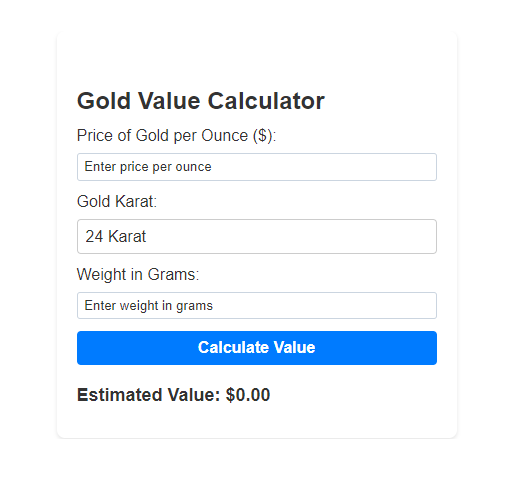 Gold Value Calculator
Price of Gold per Ounce ($):
Enter price per ounce
Gold Karat:
24 Karat
Weight in Grams:
Enter weight in grams
Calculate Value
Estimated Value: $0.00